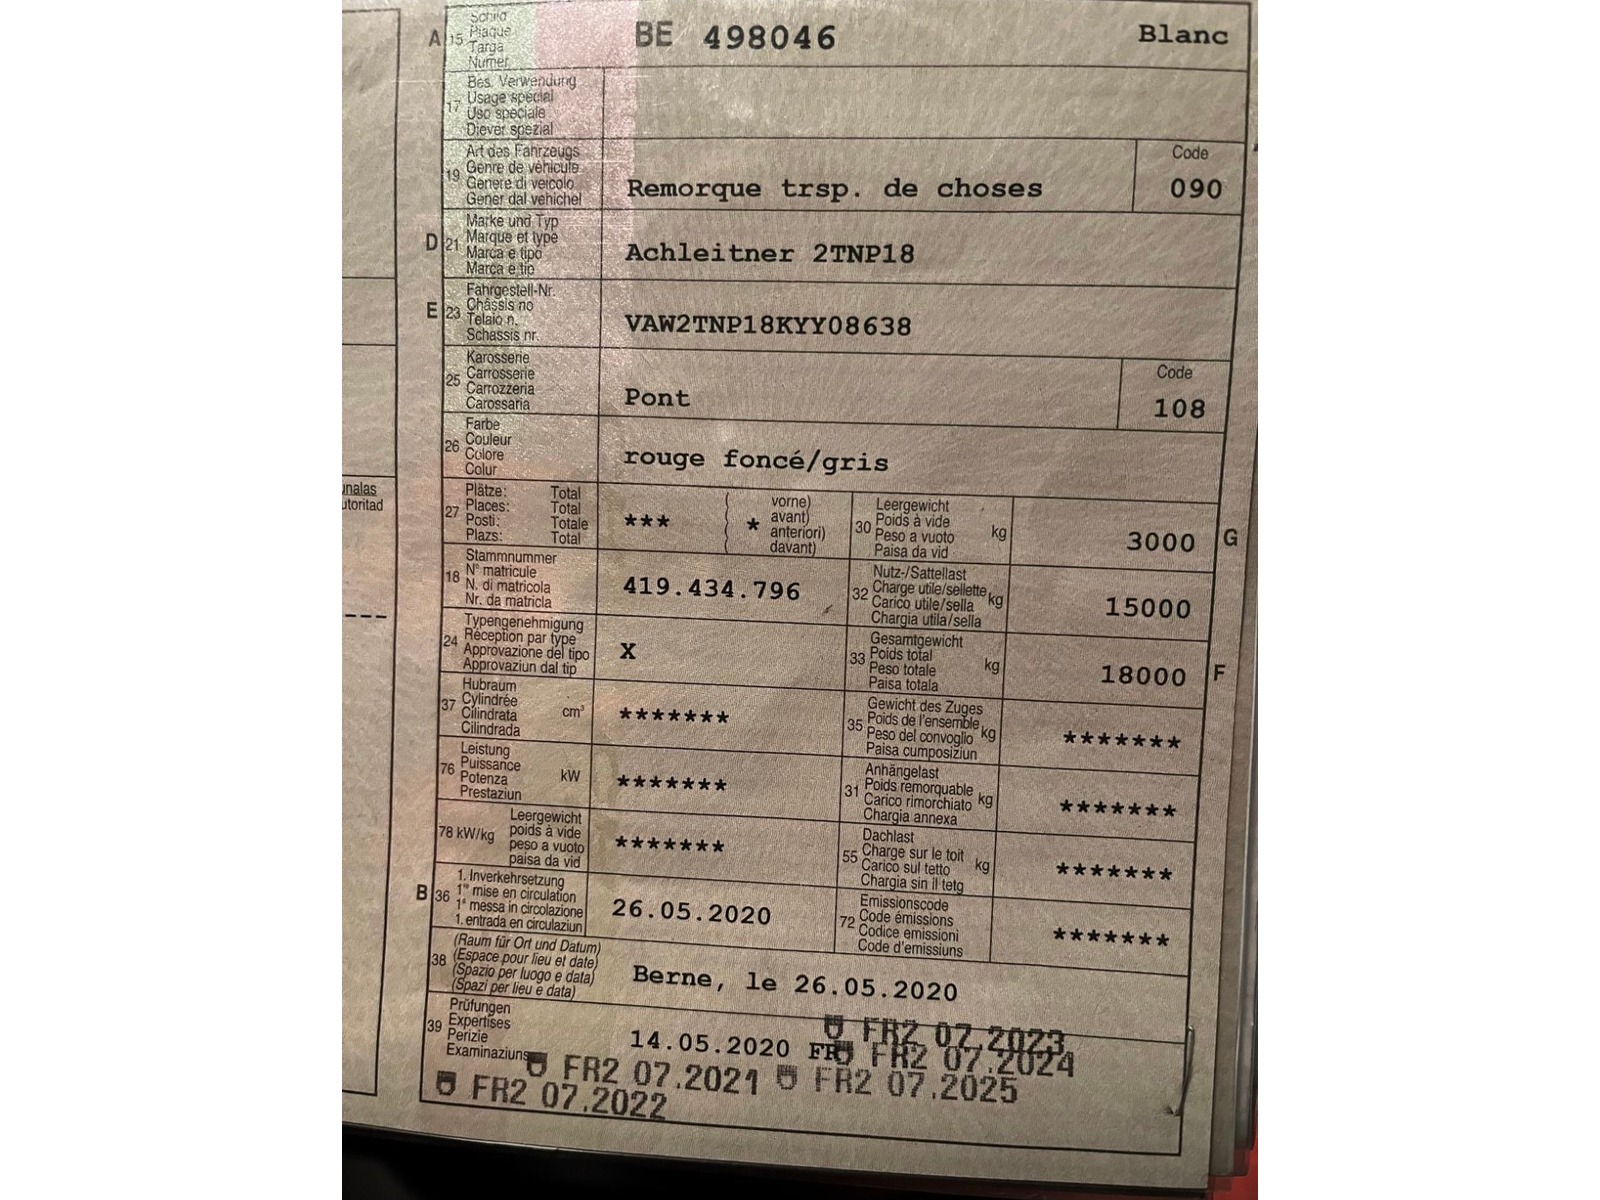 A 15 Schild
Plaque
Targa
Numer
BE 498046 Blanc
17 Bes. Verwendung
Usage spécial
Uso speciale
Diever spezial
19 Art des Fahrzeugs
Genre de véhicule
Genere di veicolo
Gener dal vehichel
Remorque trsp. de choses
Code
090
D 21 Marke und Typ
Marque et type
Marca e tipo
Marca e tip
Achleitner 2TNP18
E 23 Fahrgestell-Nr.
Châssis no
Telaio n.
Schassis nr.
VAW2TNP18KYY08638
25 Karosserie
Carrosserie
Carrozzeria
Carossaria
Pont
Code
108
26 Farbe
Couleur
Colore
Colur
rouge foncé/gris
27 Plätze: Total
Places: Total
Posti: Totale
Plazs: Total
*** ( * vorne)
( avant)
( anteriori)
( davant)
30 Leergewicht
Poids à vide
Peso a vuoto
Paisa da vid
kg
3000 G
18 Stammnummer
N° matricule
N. di matricola
Nr. da matricla
419.434.796
32 Nutz-/Sattellast
Charge utile/sellette
Carico utile/sella
Chargia utila/sella
kg
15000
24 Typengenehmigung
Réception par type
Approvazione del tipo
Approvaziun dal tip
X
33 Gesamtgewicht
Poids total
Peso totale
Paisa totala
kg
18000 F
37 Hubraum
Cylindrée
Cilindrata
Cilindrada
cm³
*******
35 Gewicht des Zuges
Poids de l'ensemble
Peso del convoglio
Paisa cumposiziun
kg
*******
76 Leistung
Puissance
Potenza
Prestaziun
kW
*******
31 Anhängelast
Poids remorquable
Carico rimorchiato
Chargia annexa
kg
*******
78 kW/kg Leergewicht
poids à vide
peso a vuoto
paisa da vid
*******
55 Dachlast
Charge sur le toit
Carico sul tetto
Chargia sin il tetg
kg
*******
B 36 1. Inverkehrsetzung
1re mise en circulation
1a messa in circolazione
1. entrada en circulaziun
26.05.2020
72 Emissionscode
Code émissions
Codice emissioni
Code d'emissiuns
*******
38 (Raum für Ort und Datum)
(Espace pour lieu et date)
(Spazio per luogo e data)
(Spazi per lieu e data)
Berne, le 26.05.2020
39 Prüfungen
Expertises
Perizie
Examinaziuns
14.05.2020 FR
FR2 07.2023
FR2 07.2024
FR2 07.2021
FR2 07.2025
FR2 07.2022
---